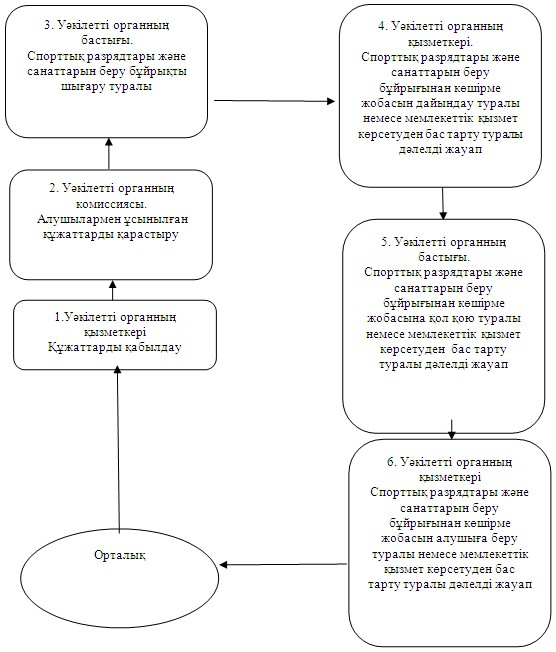 3. Уәкілетті органның
бастығы.
Спорттық разрядтары және
санаттарын беру бұйрықты
шығару туралы
4. Уәкілетті органның
қызметкері.
Спорттық разрядтары және
санаттарын беру
бұйрығынан көшірме
жобасын дайындау туралы
немесе мемлекеттік қызмет
көрсетуден бас тарту туралы
дәлелді жауап
2. Уәкілетті органның
комиссиясы.
Алушылармен ұсынылған
құжаттарды қарастыру
5. Уәкілетті органның
бастығы.
Спорттық разрядтары және
санаттарын беру
бұйрығынан көшірме
жобасына қол қою туралы
немесе мемлекеттік қызмет
көрсетуден бас тарту
туралы дәлелді жауап
1.Уәкілетті органның
қызметкері
Құжаттарды қабылдау
6. Уәкілетті органның
қызметкері
Спорттық разрядтары және
санаттарын беру
бұйрығынан көшірме
жобасын алушыға беру
туралы немесе мемлекеттік
қызмет көрсетуден бас
тарту туралы дәлелді жауап
Орталық